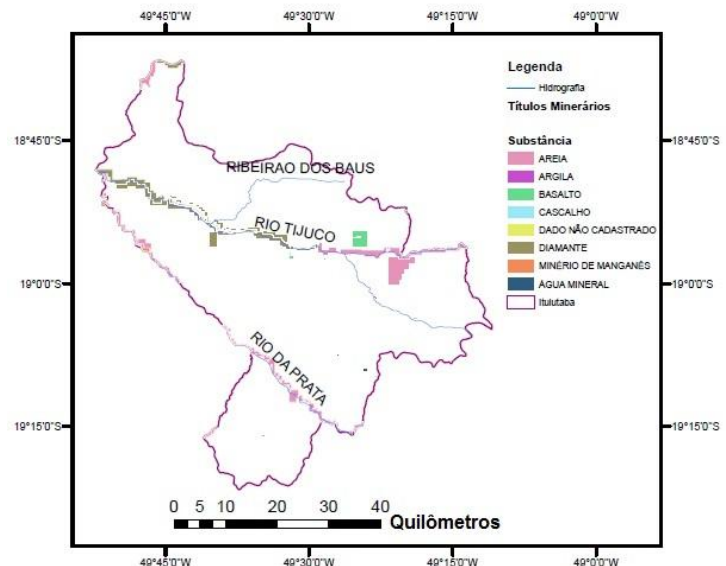 49°45'0"W 49°30'0"W 49°15'0"W 49°0'0"W
Legenda
Hidrografia
Títulos Minerários
18°45'0"S 18°45'0"S
Substância
AREIA
ARGILA
BASALTO
CASCALHO
DADO NÃO CADASTRADO
DIAMANTE
MINÉRIO DE MANGANÊS
ÁGUA MINERAL
Ituiutaba
RIBEIRAO DOS BAUS
RIO TIJUCO
19°0'0"S 19°0'0"S
RIO DA PRATA
19°15'0"S 19°15'0"S
0 5 10 20 30 40
Quilômetros
49°45'0"W 49°30'0"W 49°15'0"W 49°0'0"W